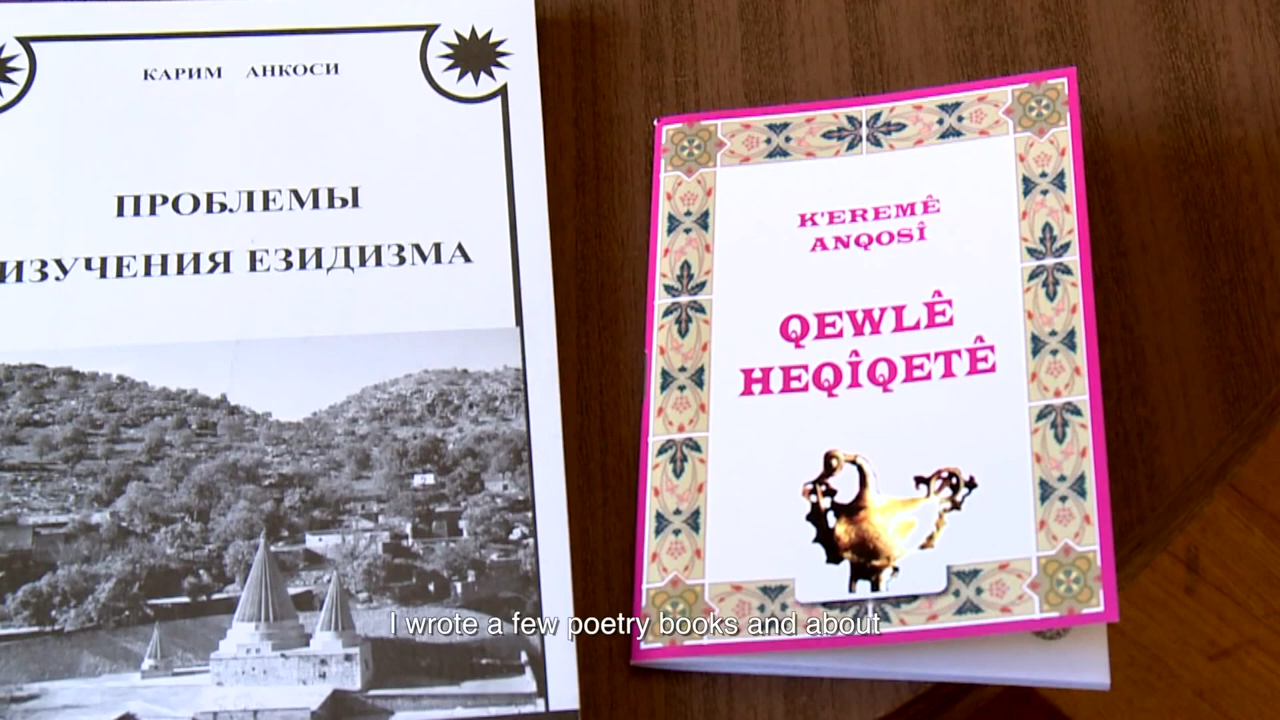 КАРИМ АНКОСИ
ПРОБЛЕМЫ
ИЗУЧЕНИЯ ЕЗИДИЗМА
K'EREMÊ
ANQOSÎ
QEWLÊ
HEQÎQETÊ
I wrote a few poetry books and about